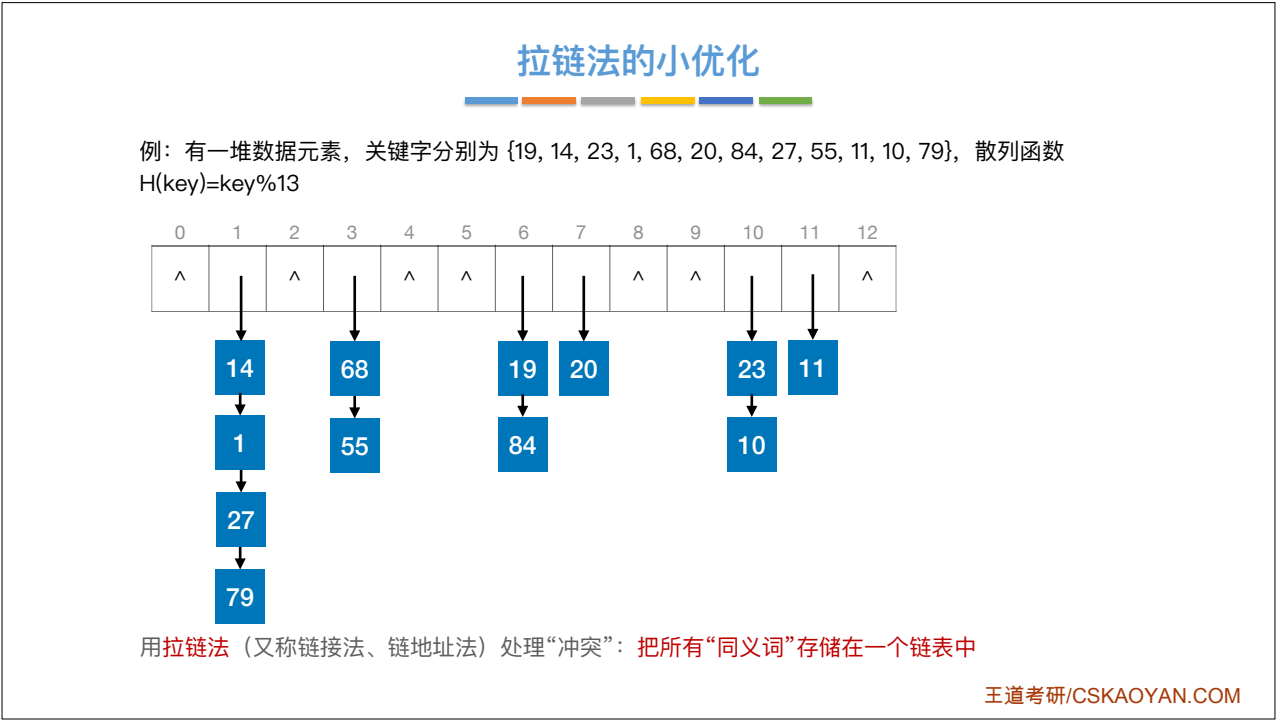 拉链法的小优化
例：有一堆数据元素，关键字分别为 {19, 14, 23, 1, 68, 20, 84, 27, 55, 11, 10, 79}，散列函数
H(key)=key%13
0 1 2 3 4 5 6 7 8 9 10 11 12
^ ^ ^ ^ ^ ^ ^
14 68 19 20 23 11
1 55 84 10
27
79
用拉链法（又称链接法、链地址法）处理“冲突”：把所有“同义词”存储在一个链表中
王道考研/CSKAOYAN.COM